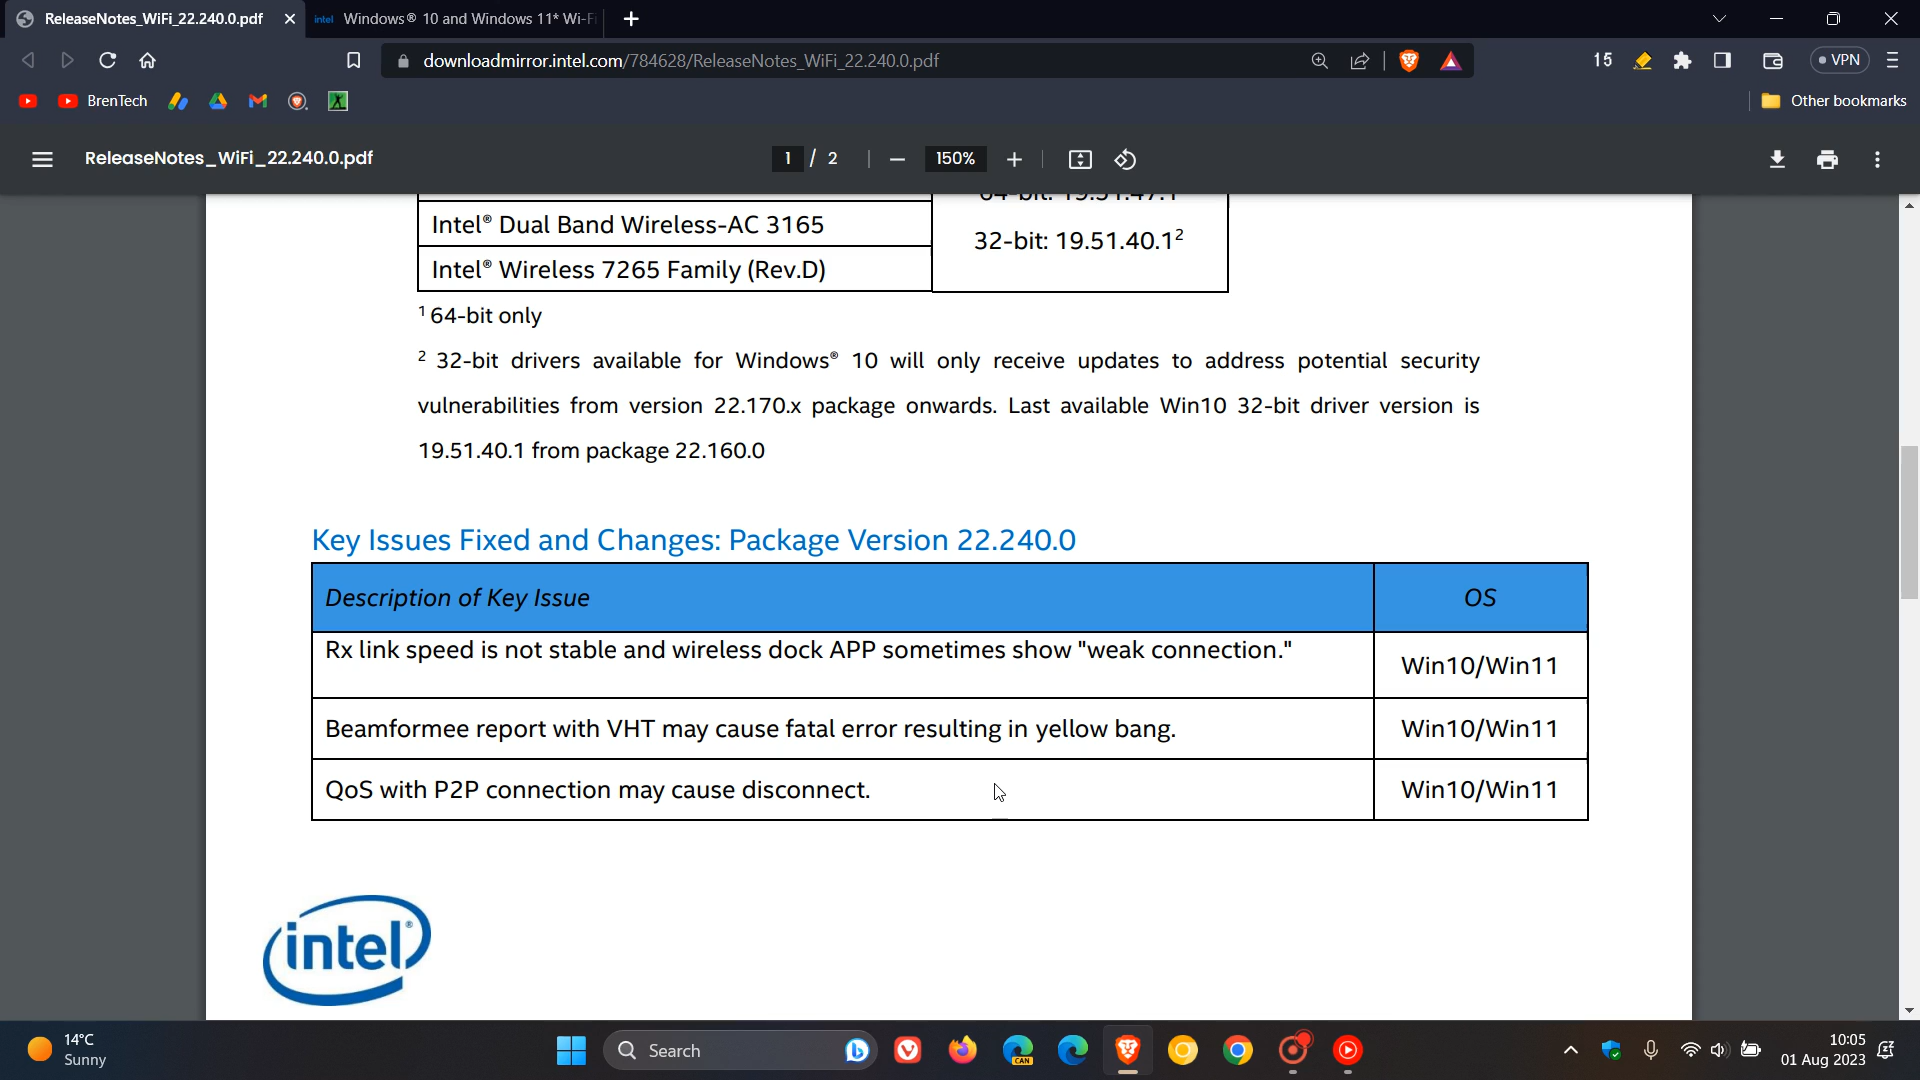 ReleaseNotes_WiFi_22.240.0.pdf
intel Windows® 10 and Windows 11* Wi-F
downloadmirror.intel.com/784628/ReleaseNotes_WiFi_22.240.0.pdf
15
VPN
BrenTech
Other bookmarks
ReleaseNotes_WiFi_22.240.0.pdf
1 / 2
150%
64-bit: 19.51.47.1
Intel® Dual Band Wireless-AC 3165
32-bit: 19.51.40.1²
Intel® Wireless 7265 Family (Rev.D)
¹ 64-bit only
² 32-bit drivers available for Windows® 10 will only receive updates to address potential security
vulnerabilities from version 22.170.x package onwards. Last available Win10 32-bit driver version is
19.51.40.1 from package 22.160.0
Key Issues Fixed and Changes: Package Version 22.240.0
Description of Key Issue
OS
Rx link speed is not stable and wireless dock APP sometimes show "weak connection."
Win10/Win11
Beamformee report with VHT may cause fatal error resulting in yellow bang.
Win10/Win11
QoS with P2P connection may cause disconnect.
Win10/Win11
intel®
14°C
Sunny
Search
CAN
10:05
01 Aug 2023